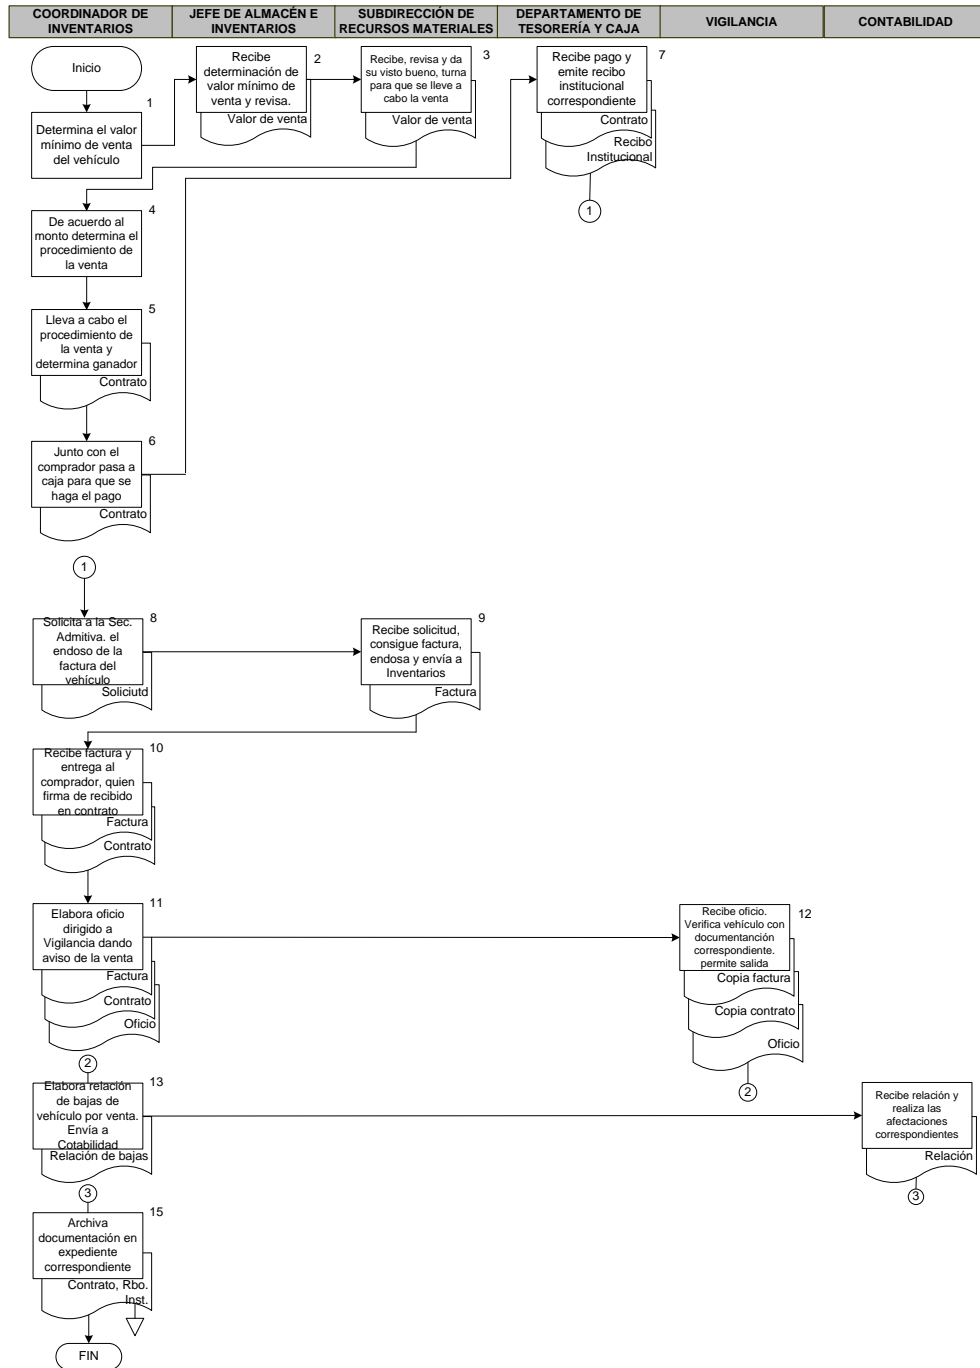 COORDINADOR DE
INVENTARIOS
JEFE DE ALMACÉN E
INVENTARIOS
SUBDIRECCIÓN DE
RECURSOS MATERIALES
DEPARTAMENTO DE
TESORERÍA Y CAJA
VIGILANCIA
CONTABILIDAD
Inicio
1
Determina el valor
mínimo de venta
del vehículo
2
Recibe
determinación de
valor mínimo de
venta y revisa.
Valor de venta
3
Recibe, revisa y da
su visto bueno, turna
para que se lleve a
cabo la venta
Valor de venta
7
Recibe pago y
emite recibo
institucional
correspondiente
Contrato
Recibo
Institucional
1
4
De acuerdo al
monto determina el
procedimiento de
la venta
5
Lleva a cabo el
procedimiento de
la venta y
determina ganador
Contrato
6
Junto con el
comprador pasa a
caja para que se
haga el pago
Contrato
1
8
Solicita a la Sec.
Admitiva. el
endoso de la
factura del
vehículo
Soliciutd
9
Recibe solicitud,
consigue factura,
endosa y envía a
Inventarios
Factura
10
Recibe factura y
entrega al
comprador, quien
firma de recibido
en contrato
Factura
Contrato
11
Elabora oficio
dirigido a
Vigilancia dando
aviso de la venta
Factura
Contrato
Oficio
12
Recibe oficio.
Verifica vehículo con
documentanción
correspondiente.
permite salida
Copia factura
Copia contrato
Oficio
2
2
13
Elabora relación
de bajas de
vehículo por venta.
Envía a
Cotabilidad
Relación de bajas
Recibe relación y
realiza las
afectaciones
correspondientes
Relación
3
3
15
Archiva
documentación en
expediente
correspondiente
Contrato, Rbo.
Inst.
FIN